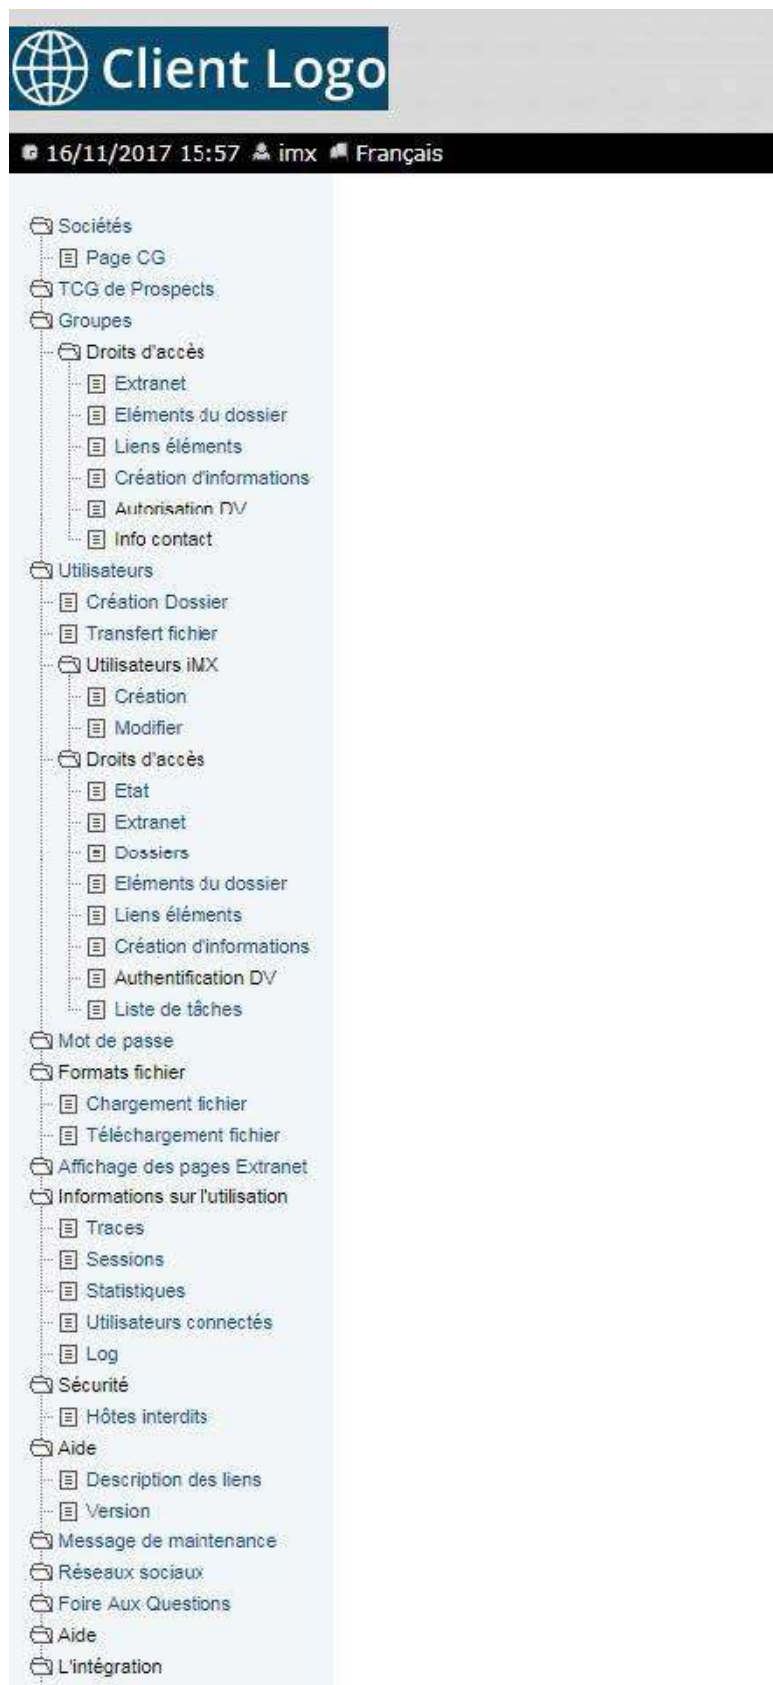 Client Logo
16/11/2017 15:57 imx Français
Sociétés
Page CG
TCG de Prospects
Groupes
Droits d'accès
Extranet
Eléments du dossier
Liens éléments
Création d'informations
Autorisation DV
Info contact
Utilisateurs
Création Dossier
Transfert fichier
Utilisateurs iMX
Création
Modifier
Droits d'accès
Etat
Extranet
Dossiers
Eléments du dossier
Liens éléments
Création d'informations
Authentification DV
Liste de tâches
Mot de passe
Formats fichier
Chargement fichier
Téléchargement fichier
Affichage des pages Extranet
Informations sur l'utilisation
Traces
Sessions
Statistiques
Utilisateurs connectés
Log
Sécurité
Hôtes interdits
Aide
Description des liens
Version
Message de maintenance
Réseaux sociaux
Foire Aux Questions
Aide
L'intégration